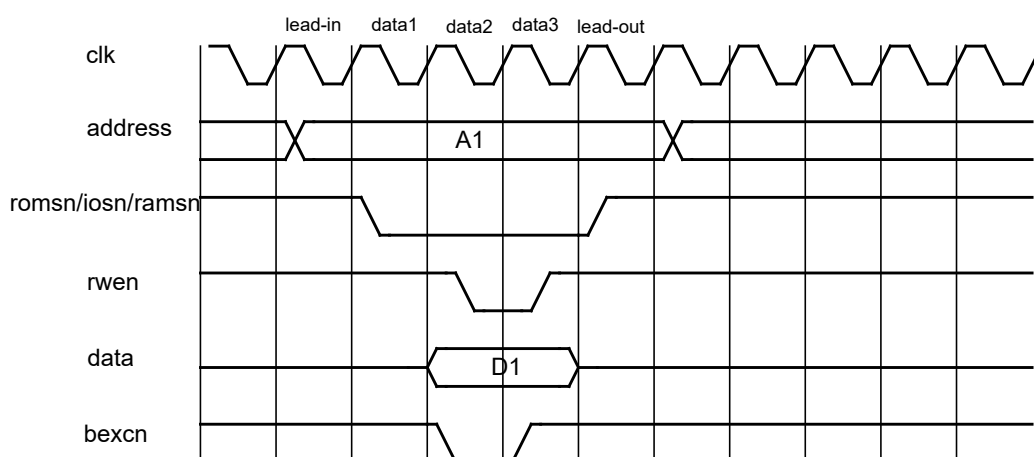 lead-in data1 data2 data3 lead-out
clk
address
A1
romsn/iosn/ramsn
rwen
data
D1
bexcn